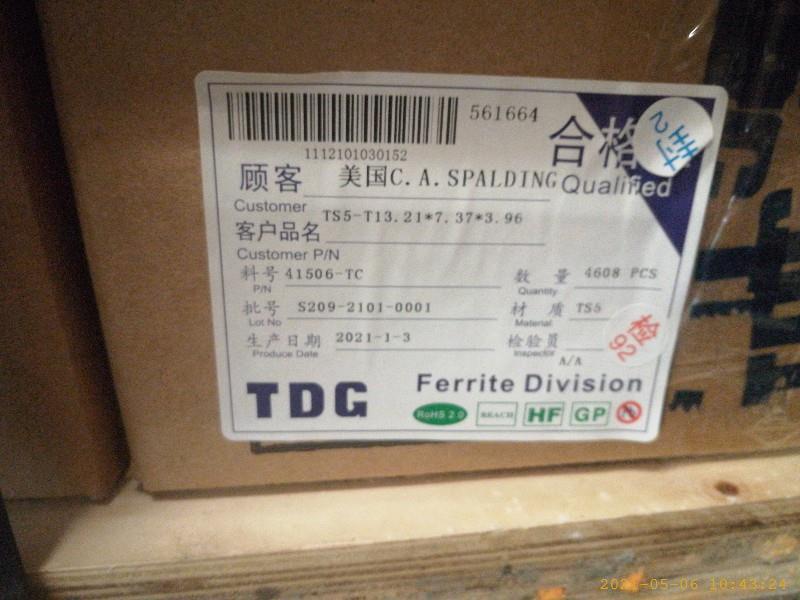 561664
1112101030152
合格
Qualified
封2
顾客 美国C.A.SPALDING
Customer
TS5-T13.21*7.37*3.96
客户品名
Customer P/N
料号 41506-TC 数 量 4608 PCS
P/N Quantity
批号 S209-2101-0001 材 质 TS5
Lot No Material
生产日期 2021-1-3 检验员
Produce Date Inspector A/A
检
92
TDG Ferrite Division
RoHS 2.0 REACH HF GP
2021-05-06 10:43:24